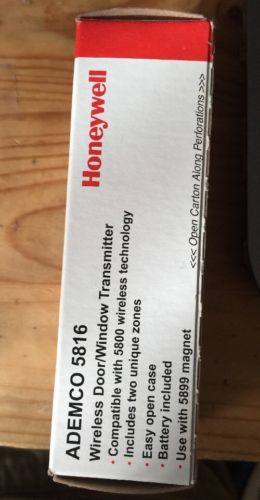 Honeywell
<<< Open Carton Along Perforations >>>
ADEMCO 5816
Wireless Door/Window Transmitter
• Compatible with 5800 wireless technology
• Includes two unique zones
• Easy open case
• Battery included
• Use with 5899 magnet